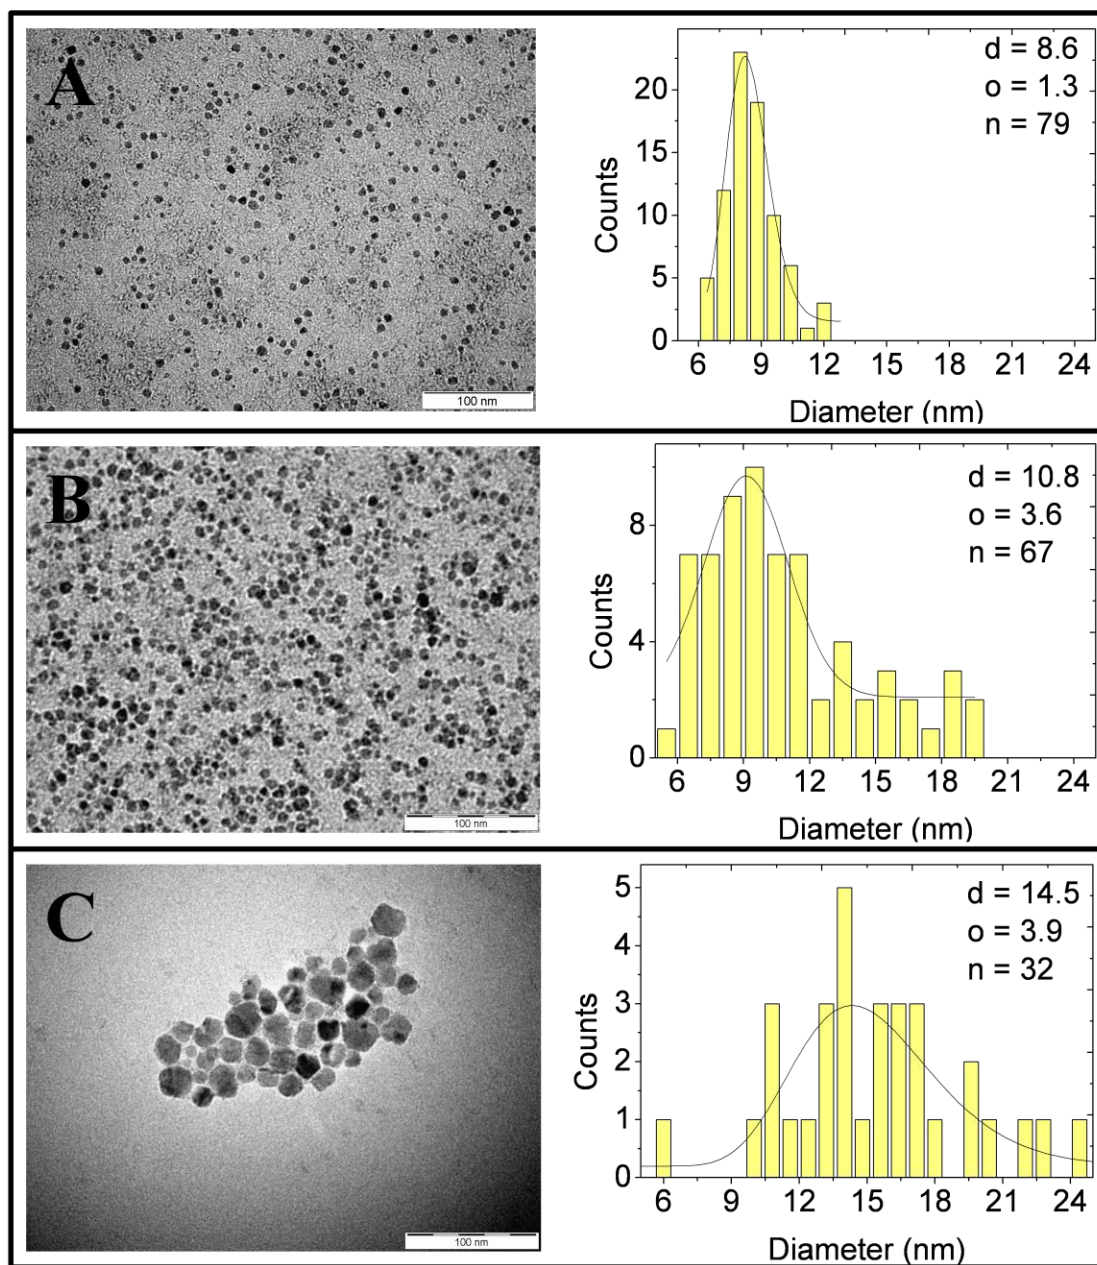 A
100 nm
d = 8.6
o = 1.3
n = 79
Counts
20
15
10
5
0
6 9 12 15 18 21 24
Diameter (nm)
B
100 nm
d = 10.8
o = 3.6
n = 67
Counts
8
4
0
6 9 12 15 18 21 24
Diameter (nm)
C
100 nm
d = 14.5
o = 3.9
n = 32
Counts
5
4
3
2
1
0
6 9 12 15 18 21 24
Diameter (nm)